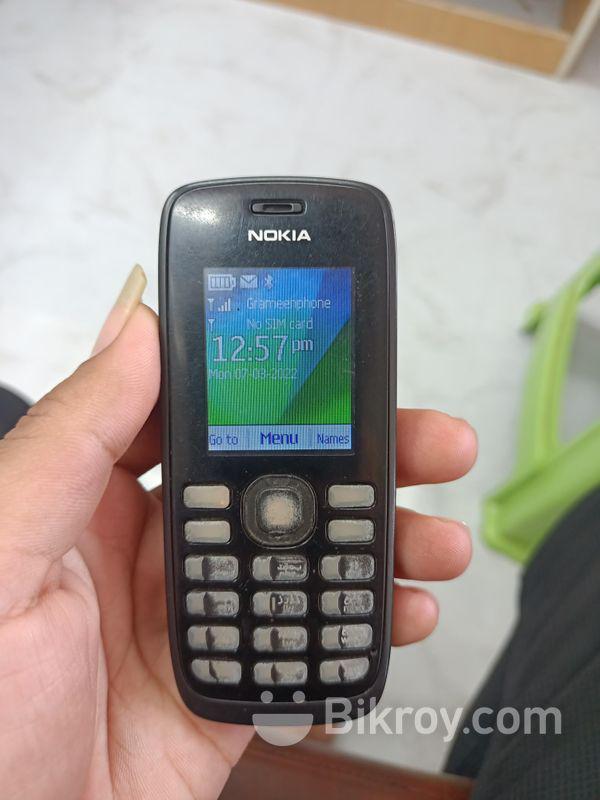 NOKIA
Grameenphone
No SIM card
12:57 pm
Mon 07-03-2022
Go to Menu Names
Bikroy.com